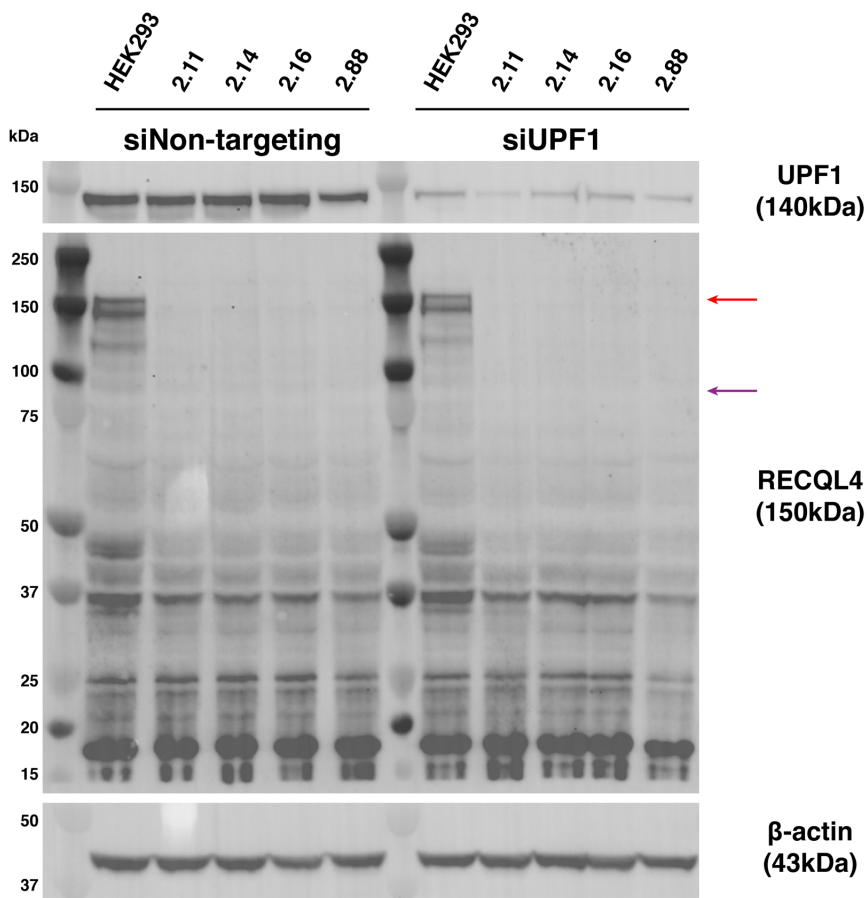 HEK293 2.11 2.14 2.16 2.88 HEK293 2.11 2.14 2.16 2.88
kDa siNon-targeting siUPF1
150
UPF1
(140kDa)
250
150
100
75
50
37
25
20
15
RECQL4
(150kDa)
50
37
β-actin
(43kDa)